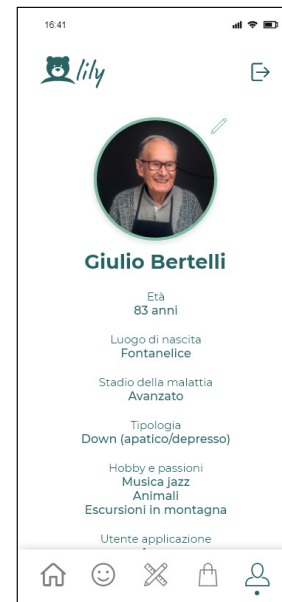 16:41
lily
Giulio Bertelli
Età
83 anni
Luogo di nascita
Fontanelice
Stadio della malattia
Avanzato
Tipologia
Down (apatico/depresso)
Hobby e passioni
Musica jazz
Animali
Escursioni in montagna
Utente applicazione